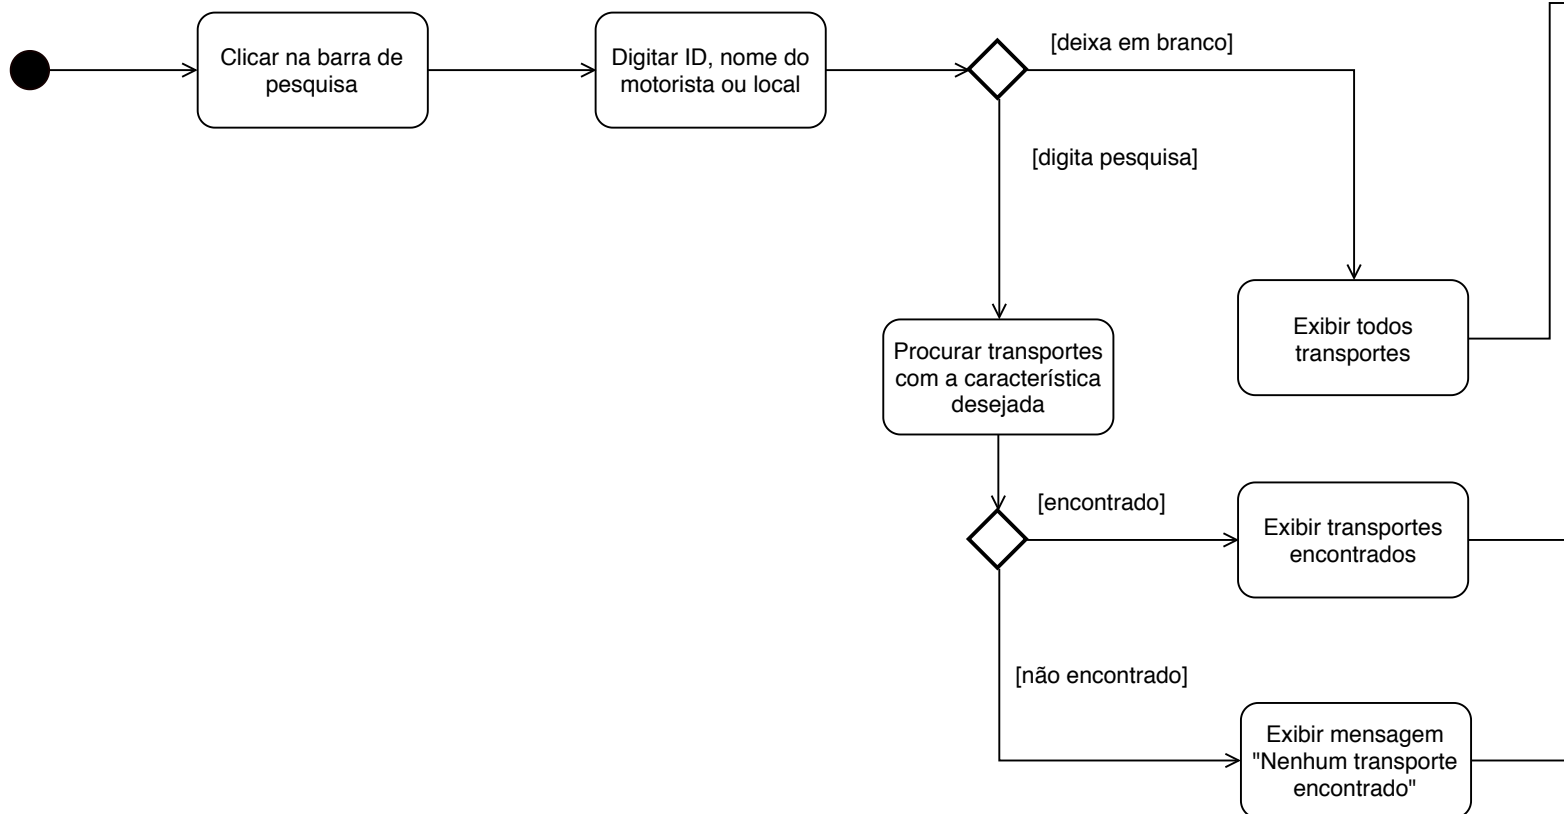 Clicar na barra de
pesquisa
Digitar ID, nome do
motorista ou local
[deixa em branco]
[digita pesquisa]
Exibir todos
transportes
Procurar transportes
com a característica
desejada
[encontrado]
Exibir transportes
encontrados
[não encontrado]
Exibir mensagem
"Nenhum transporte
encontrado"